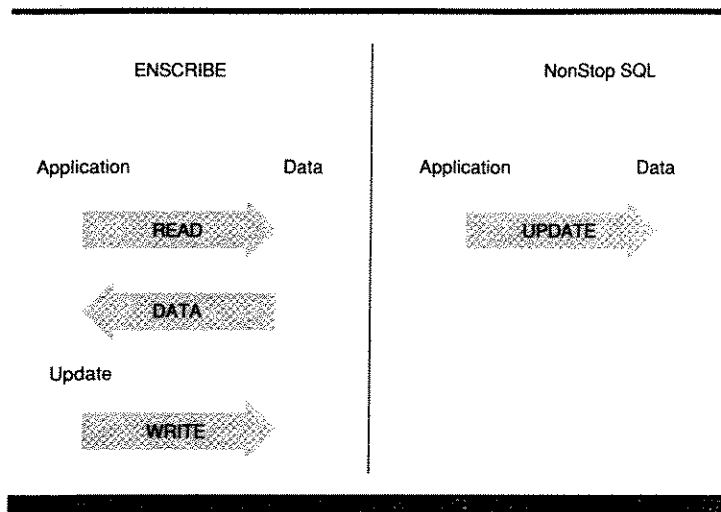 ENSCRIBE
Application Data
READ
DATA
Update
WRITE
NonStop SQL
Application Data
UPDATE